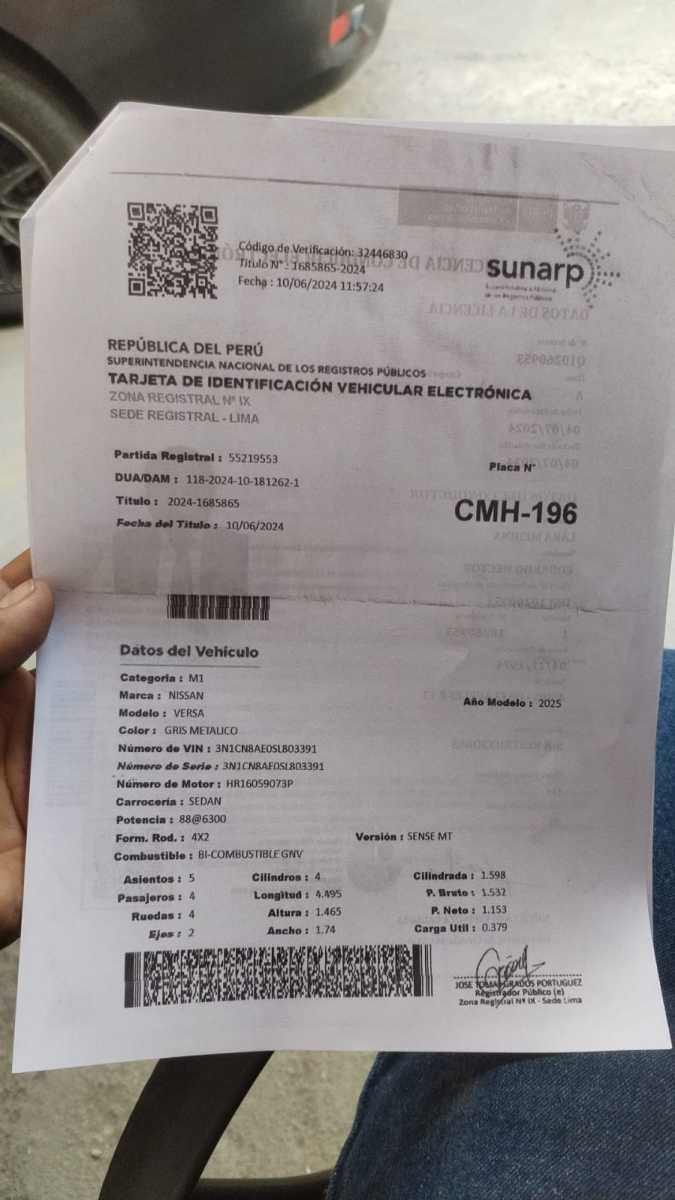 Código de Verificación: 32446830
Titulo N° : 1685865-2024
Fecha : 10/06/2024 11:57:24
sunarp
REPÚBLICA DEL PERÚ
SUPERINTENDENCIA NACIONAL DE LOS REGISTROS PÚBLICOS
TARJETA DE IDENTIFICACIÓN VEHICULAR ELECTRÓNICA
ZONA REGISTRAL Nº IX
SEDE REGISTRAL - LIMA
Partida Registral : 55219553
Placa N°
DUA/DAM : 118-2024-10-181262-1
Título : 2024-1685865
CMH-196
Fecha del Título : 10/06/2024
Datos del Vehículo
Categoría : M1
Marca : NISSAN
Año Modelo : 2025
Modelo : VERSA
Color : GRIS METALICO
Número de VIN : 3N1CN8AE0SL803391
Número de Serie : 3N1CN8AE0SL803391
Número de Motor : HR16059073P
Carrocería : SEDAN
Potencia : 88@6300
Form. Rod. : 4X2 Versión : SENSE MT
Combustible : BI-COMBUSTIBLE GNV
Asientos : 5 Cilindros : 4 Cilindrada : 1.598
Pasajeros : 4 Longitud : 4.495 P. Bruto : 1.532
Ruedas : 4 Altura : 1.465 P. Neto : 1.153
Ejes : 2 Ancho : 1.74 Carga Util : 0.379
JOSE TOMAS GRADOS PORTUGUEZ
Registrador Público (e)
Zona Registral Nº IX - Sede Lima